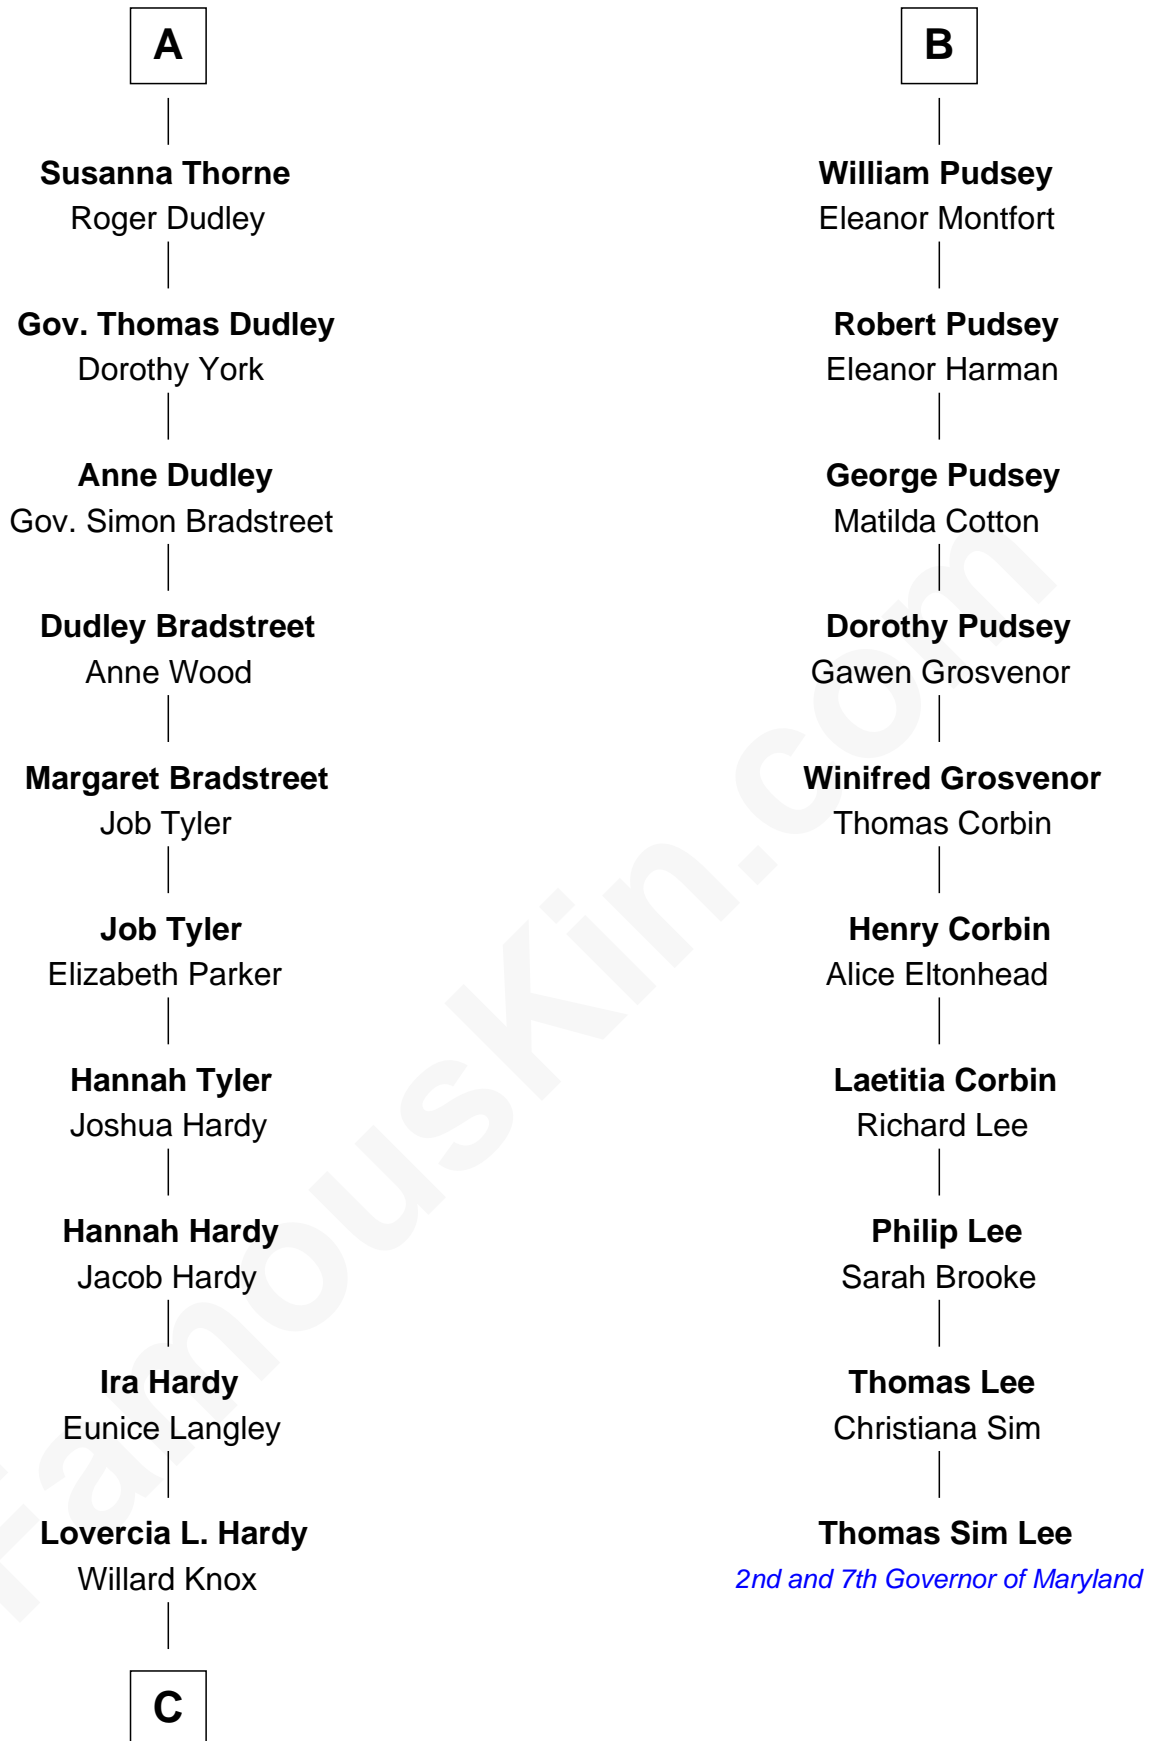 A
Susanna Thorne
Roger Dudley
Gov. Thomas Dudley
Dorothy York
Anne Dudley
Gov. Simon Bradstreet
Dudley Bradstreet
Anne Wood
Margaret Bradstreet
Job Tyler
Job Tyler
Elizabeth Parker
Hannah Tyler
Joshua Hardy
Hannah Hardy
Jacob Hardy
Ira Hardy
Eunice Langley
Lovercia L. Hardy
Willard Knox
C
B
William Pudsey
Eleanor Montfort
Robert Pudsey
Eleanor Harman
George Pudsey
Matilda Cotton
Dorothy Pudsey
Gawen Grosvenor
Winifred Grosvenor
Thomas Corbin
Henry Corbin
Alice Eltonhead
Laetitia Corbin
Richard Lee
Philip Lee
Sarah Brooke
Thomas Lee
Christiana Sim
Thomas Sim Lee
2nd and 7th Governor of Maryland
FamousKin.com